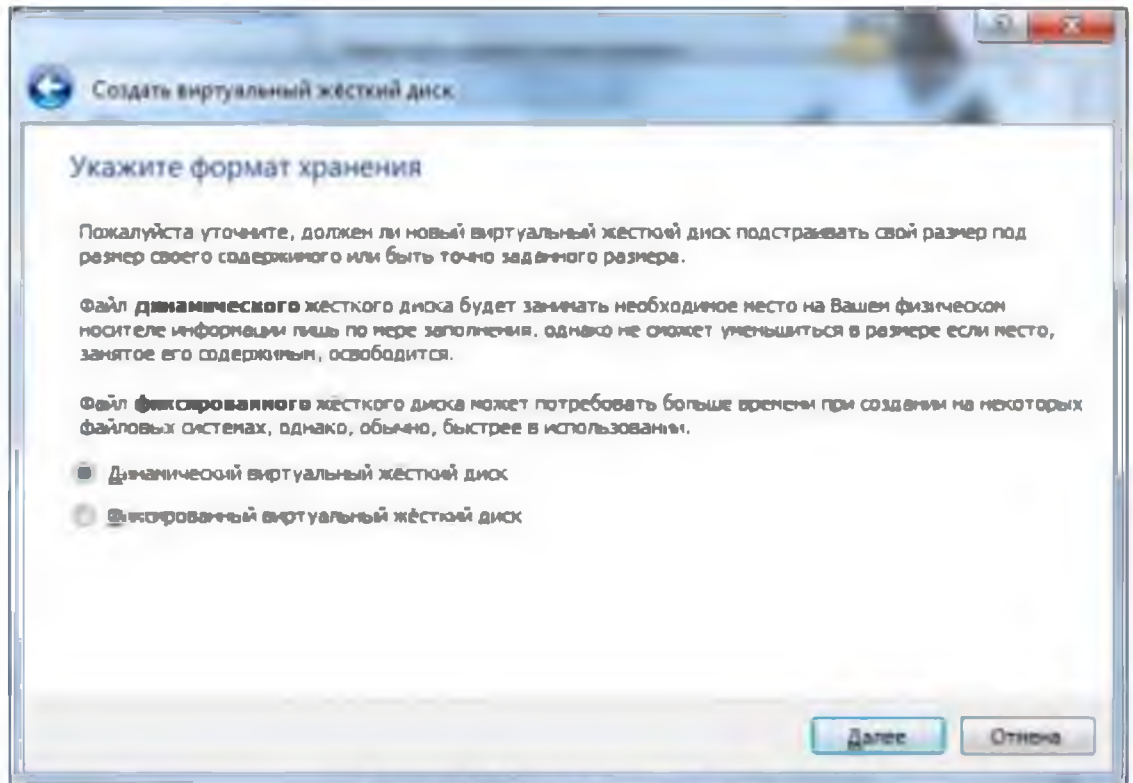 Создать виртуальный жёсткий диск
Укажите формат хранения
Пожалуйста уточните, должен ли новый виртуальный жесткий диск подстраивать свой размер под
размер своего содержимого или быть точно заданного размера.
Файл динамического жёсткого диска будет занимать необходимое место на Вашем физическом
носителе информации лишь по мере заполнения, однако не сможет уменьшиться в размере если место,
занятое его содержимым, освободится.
Файл фиксированного жёсткого диска может потребовать больше времени при создании на некоторых
файловых системах, однако, обычно, быстрее в использовании.
Динамический виртуальный жёсткий диск
Фиксированный виртуальный жёсткий диск
Далее
Отмена